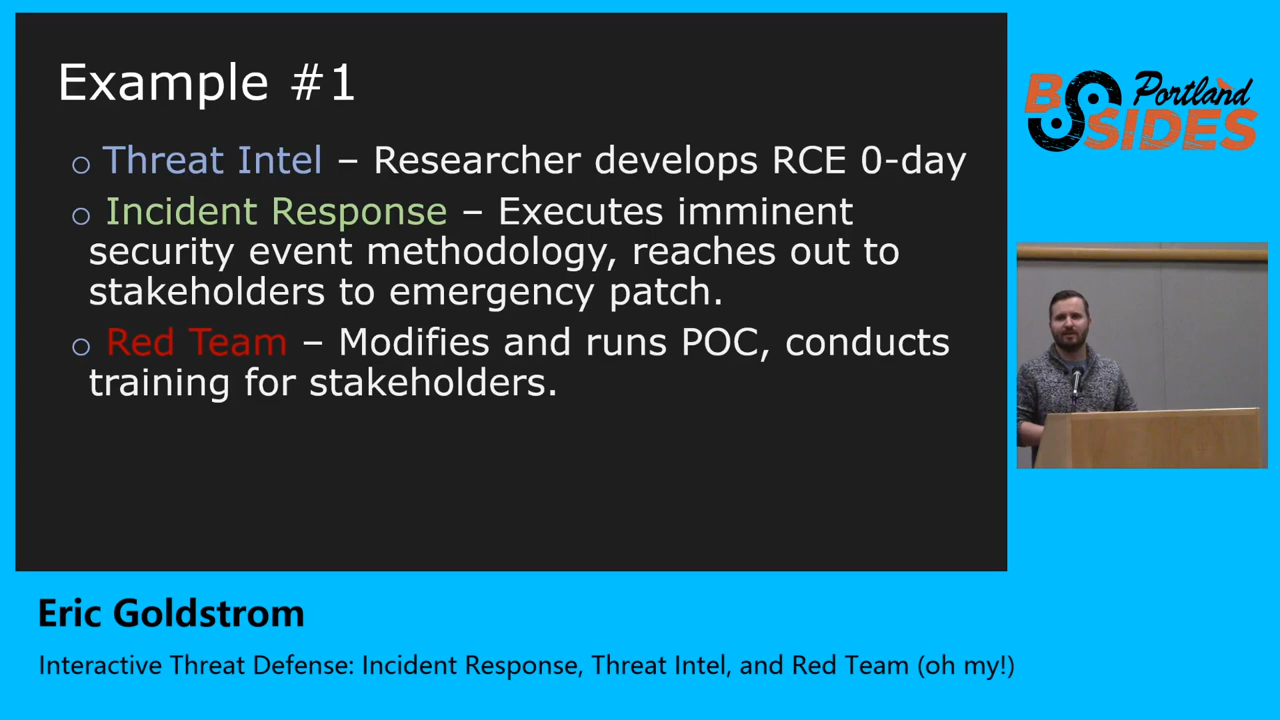 Example #1
o Threat Intel – Researcher develops RCE 0-day
o Incident Response – Executes imminent
security event methodology, reaches out to
stakeholders to emergency patch.
o Red Team – Modifies and runs POC, conducts
training for stakeholders.
BSIDES Portland
Eric Goldstrom
Interactive Threat Defense: Incident Response, Threat Intel, and Red Team (oh my!)